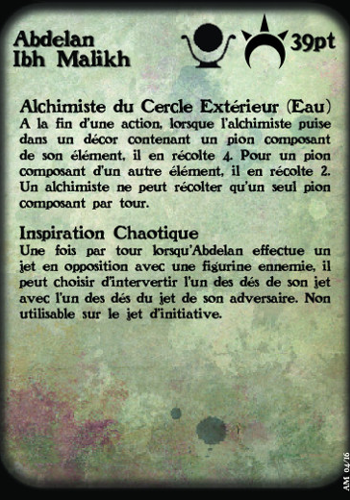 Abdelan
Ibh Malikh
39pt
Alchimiste du Cercle Extérieur (Eau)
A la fin d'une action, lorsque l'alchimiste puise
dans un décor contenant un pion composant
de son élément, il en récolte 4. Pour un pion
composant d'un autre élément, il en récolte 2.
Un alchimiste ne peut récolter qu'un seul pion
composant par tour.
Inspiration Chaotique
Une fois par tour lorsqu'Abdelan effectue un
jet en opposition avec une figurine ennemie, il
peut choisir d'intervertir l'un des dés de son jet
avec l'un des dés du jet de son adversaire. Non
utilisable sur le jet d'initiative.
AM 04/16